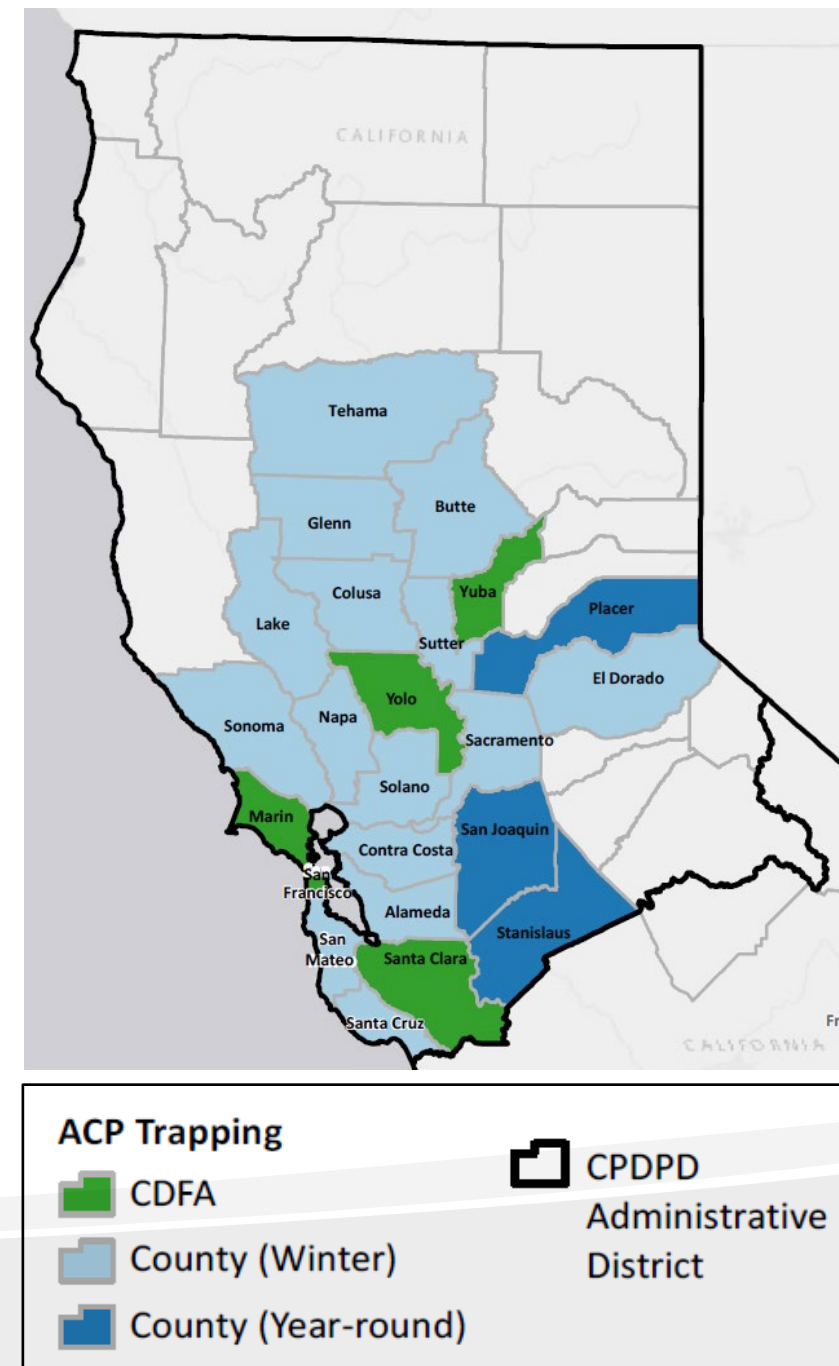 CALIFORNIA
Tehama
Butte
Glenn
Colusa
Yuba
Placer
Lake
Sutter
El Dorado
Yolo
Napa
Sonoma
Sacramento
Solano
Marin
San Joaquin
Contra Costa
San
Francisco
Alameda
Stanislaus
San
Mateo
Santa Clara
Santa Cruz
Fr
CALIFORNIA
ACP Trapping
CDFA
County (Winter)
County (Year-round)
CPDPD
Administrative
District